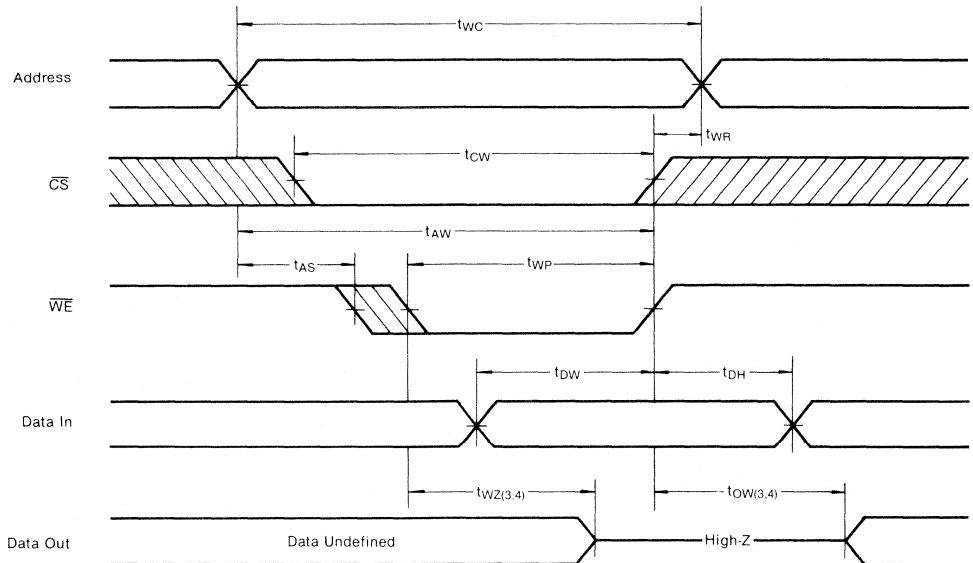 tWC
Address
tWR
tCW
CS
tAW
tAS
tWP
WE
tDW
tDH
Data In
tWZ(3,4)
tOW(3,4)
Data Out
Data Undefined
High-Z